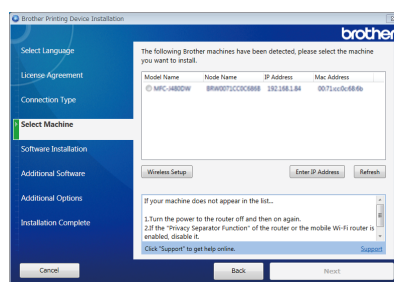 Brother Printing Device Installation
brother
Select Language
License Agreement
Connection Type
Select Machine
Software Installation
Additional Software
Additional Options
Installation Complete
The following Brother machines have been detected, please select the machine
you want to install.
Model Name Node Name IP Address Mac Address
MFC-J480DW BRW0071CC0C6868 192.168.1.84 00:71:cc:0c:68:6b
Wireless Setup Enter IP Address Refresh
If your machine does not appear in the list...
1.Turn the power to the router off and then on again.
2.If the "Privacy Separator Function" of the router or the mobile Wi-Fi router is
enabled, disable it.
Click "Support" to get help online. Support
Cancel Back Next